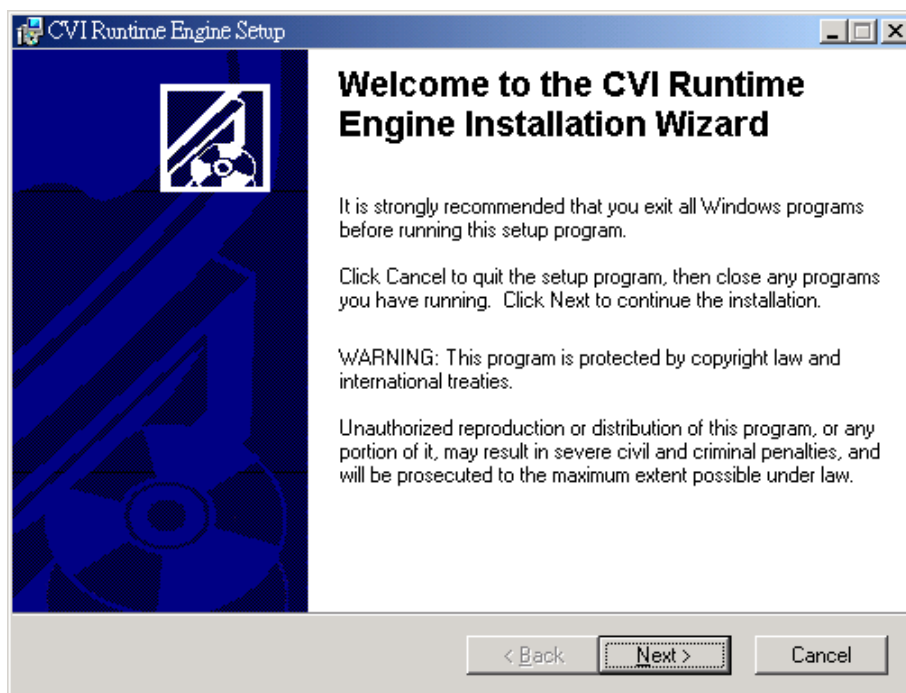 CVI Runtime Engine Setup
Welcome to the CVI Runtime
Engine Installation Wizard
It is strongly recommended that you exit all Windows programs
before running this setup program.
Click Cancel to quit the setup program, then close any programs
you have running.  Click Next to continue the installation.
WARNING: This program is protected by copyright law and
international treaties.
Unauthorized reproduction or distribution of this program, or any
portion of it, may result in severe civil and criminal penalties, and
will be prosecuted to the maximum extent possible under law.
< Back
Next >
Cancel